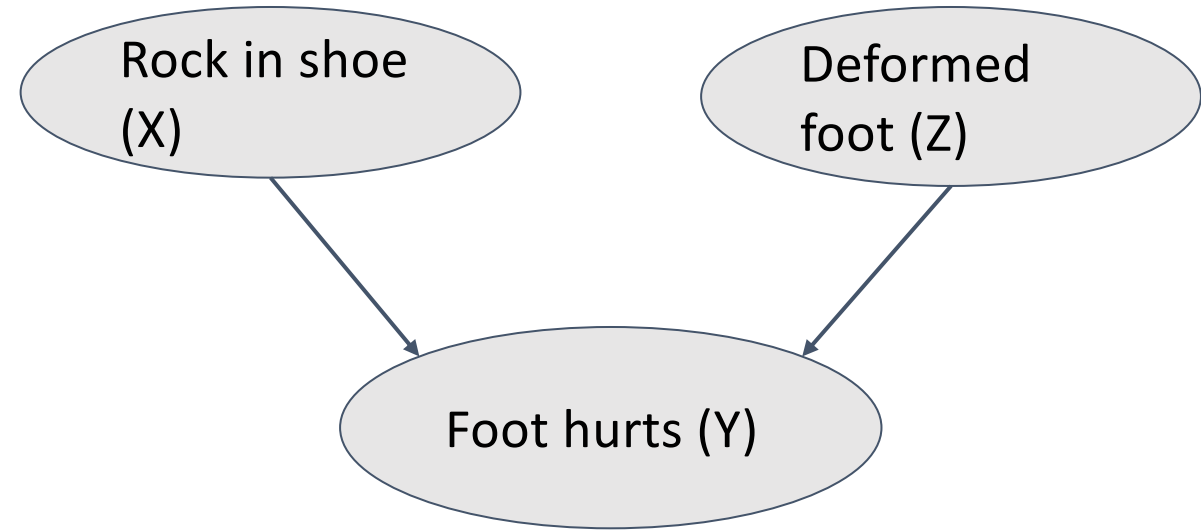 Rock in shoe
(X)
Deformed
foot (Z)
Foot hurts (Y)